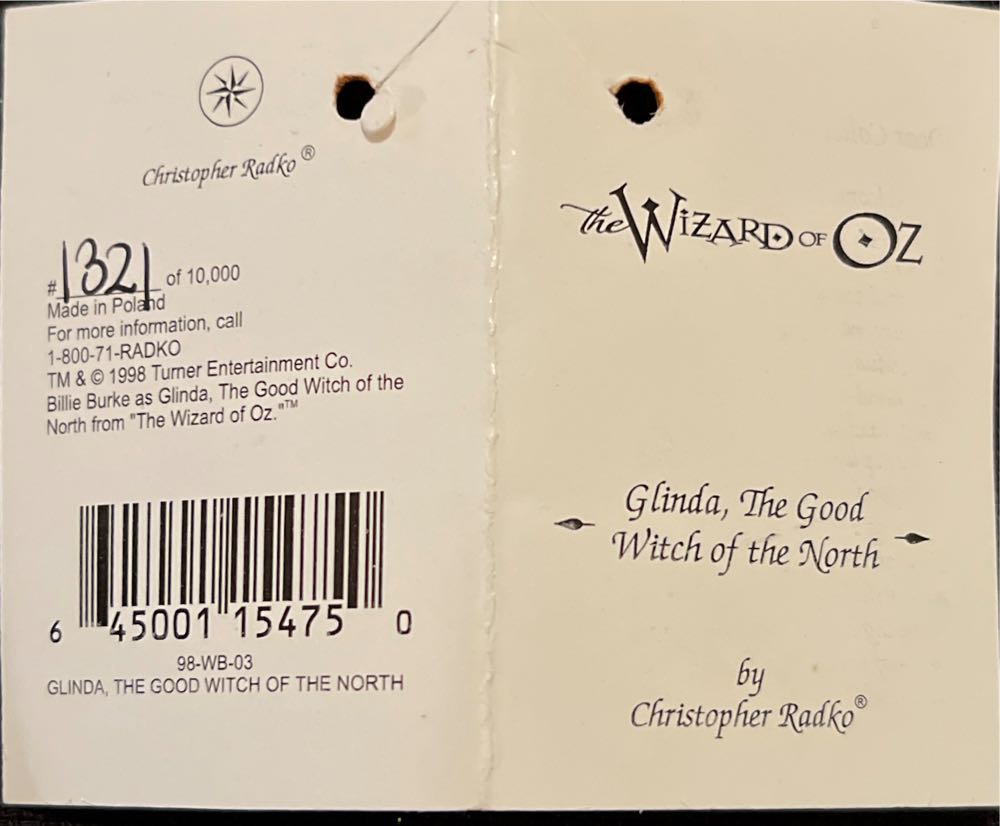 Christopher Radko®
#1321 of 10,000
Made in Poland
For more information, call
1-800-71-RADKO
TM & © 1998 Turner Entertainment Co.
Billie Burke as Glinda, The Good Witch of the
North from "The Wizard of Oz."™
6 45001 15475 0
98-WB-03
GLINDA, THE GOOD WITCH OF THE NORTH
The WIZARD OF OZ
Glinda, The Good
Witch of the North
by
Christopher Radko®